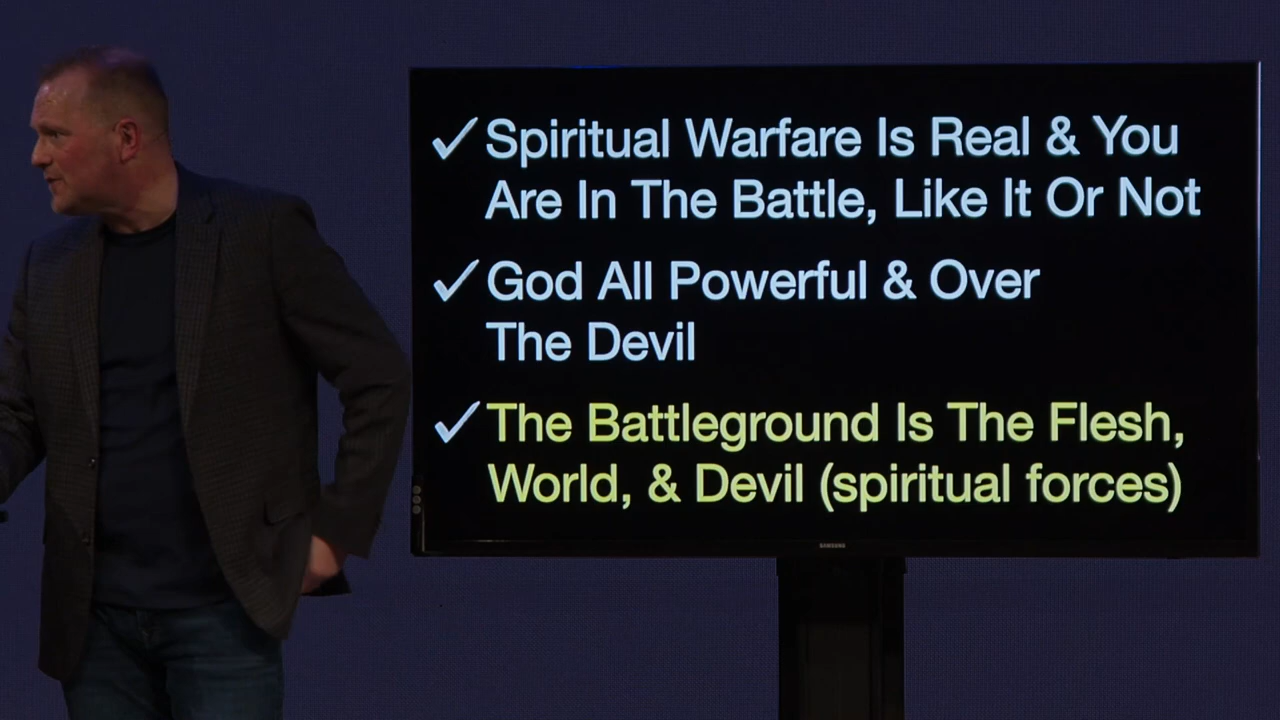 ✓Spiritual Warfare Is Real & You
Are In The Battle, Like It Or Not
✓God All Powerful & Over
The Devil
✓The Battleground Is The Flesh,
World, & Devil (spiritual forces)
SAMSUNG